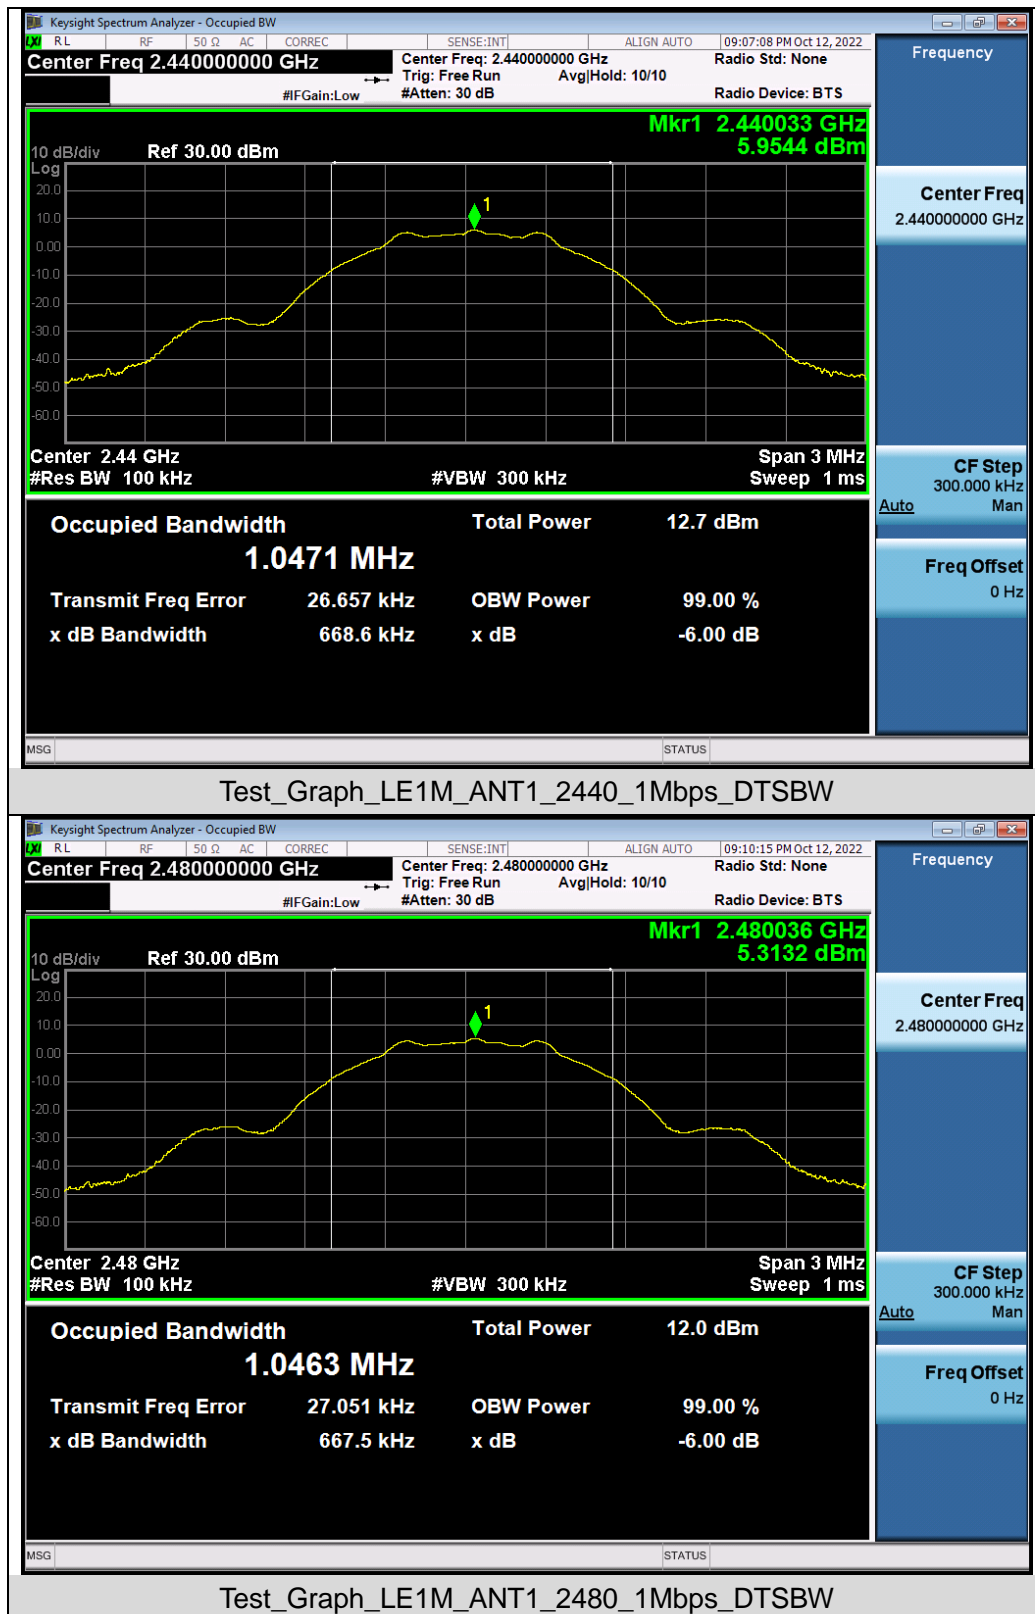 Keysight Spectrum Analyzer - Occupied BW
LXI RL RF 50 Ω AC CORREC SENSE:INT ALIGN AUTO 09:07:08 PM Oct 12, 2022
Center Freq 2.440000000 GHz
Center Freq: 2.440000000 GHz Radio Std: None
Trig: Free Run Avg|Hold: 10/10
#IFGain:Low #Atten: 30 dB Radio Device: BTS
Frequency
Mkr1 2.440033 GHz
5.9544 dBm
10 dB/div Ref 30.00 dBm
Log
20.0
10.0
0.00
-10.0
-20.0
-30.0
-40.0
-50.0
-60.0
1
Center 2.44 GHz Span 3 MHz
#Res BW 100 kHz #VBW 300 kHz Sweep 1 ms
Center Freq
2.440000000 GHz
CF Step
300.000 kHz
Auto Man
Freq Offset
0 Hz
Occupied Bandwidth Total Power 12.7 dBm
1.0471 MHz
Transmit Freq Error 26.657 kHz OBW Power 99.00 %
x dB Bandwidth 668.6 kHz x dB -6.00 dB
MSG STATUS
Test_Graph_LE1M_ANT1_2440_1Mbps_DTSBW
Keysight Spectrum Analyzer - Occupied BW
LXI RL RF 50 Ω AC CORREC SENSE:INT ALIGN AUTO 09:10:15 PM Oct 12, 2022
Center Freq 2.480000000 GHz
Center Freq: 2.480000000 GHz Radio Std: None
Trig: Free Run Avg|Hold: 10/10
#IFGain:Low #Atten: 30 dB Radio Device: BTS
Frequency
Mkr1 2.480036 GHz
5.3132 dBm
10 dB/div Ref 30.00 dBm
Log
20.0
10.0
0.00
-10.0
-20.0
-30.0
-40.0
-50.0
-60.0
1
Center 2.48 GHz Span 3 MHz
#Res BW 100 kHz #VBW 300 kHz Sweep 1 ms
Center Freq
2.480000000 GHz
CF Step
300.000 kHz
Auto Man
Freq Offset
0 Hz
Occupied Bandwidth Total Power 12.0 dBm
1.0463 MHz
Transmit Freq Error 27.051 kHz OBW Power 99.00 %
x dB Bandwidth 667.5 kHz x dB -6.00 dB
MSG STATUS
Test_Graph_LE1M_ANT1_2480_1Mbps_DTSBW